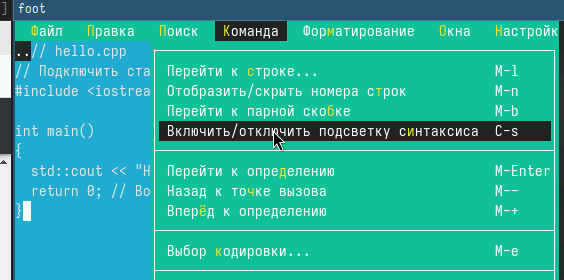 foot
Файл Правка Поиск Команда Форматирование Окна Настройк
..// hello.cpp
// Подключить ста
#include <iostrea
int main()
{
std::cout << "H
return 0; // Во
}
Перейти к строке... M-l
Отобразить/скрыть номера строк M-n
Перейти к парной скобке M-b
Включить/отключить подсветку синтаксиса C-s
Перейти к определению M-Enter
Назад к точке вызова M--
Вперёд к определению M-+
Выбор кодировки... M-e